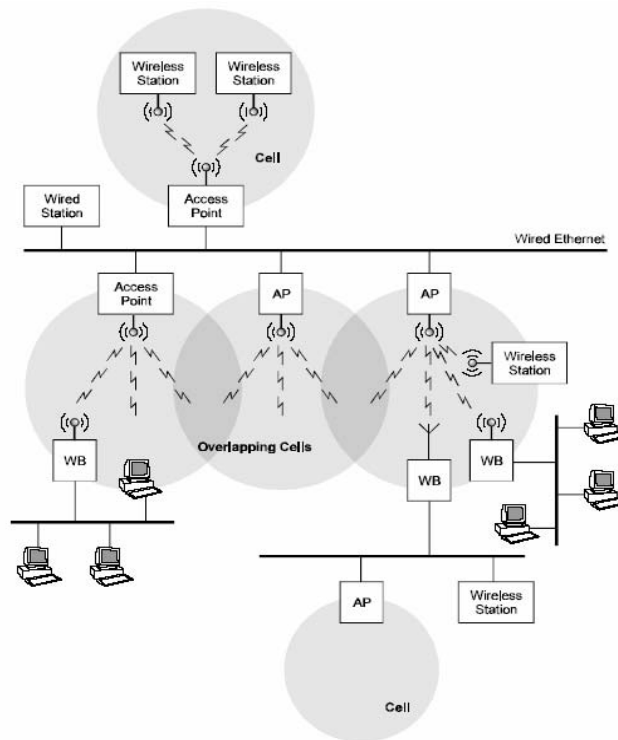 Wireless
Station
Wireless
Station
Cell
Wired
Station
Access
Point
Wired Ethernet
Access
Point
AP
AP
Wireless
Station
Overlapping Cells
WB
WB
WB
AP
Wireless
Station
Cell